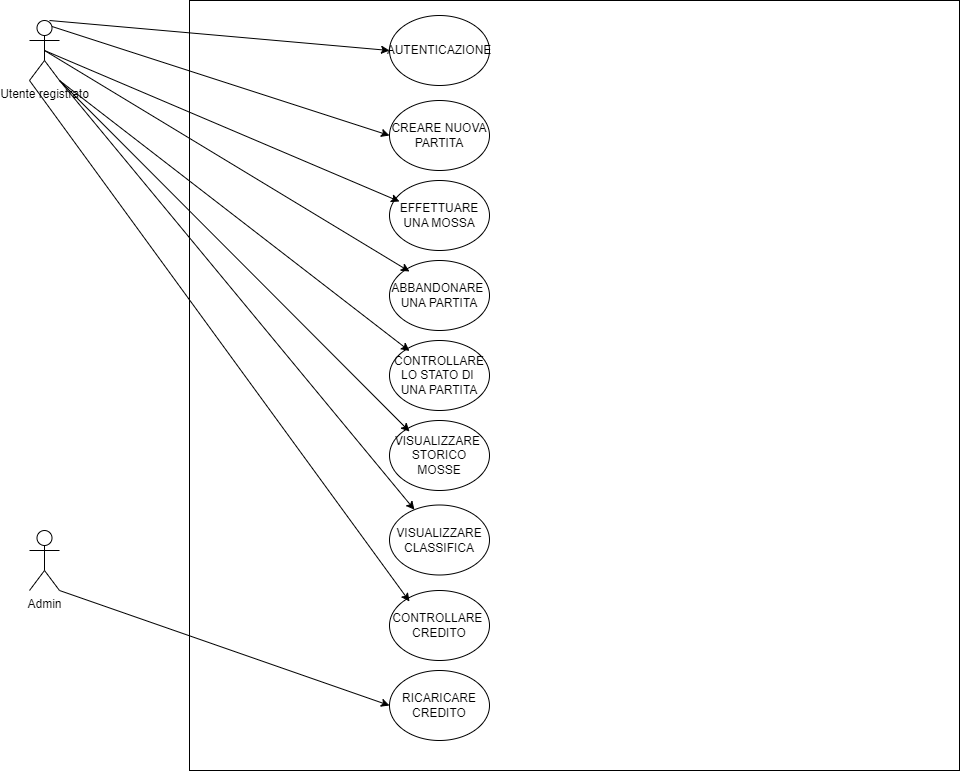 Utente registrato
AUTENTICAZIONE
CREARE NUOVA
PARTITA
EFFETTUARE
UNA MOSSA
ABBANDONARE
UNA PARTITA
CONTROLLARE
LO STATO DI
UNA PARTITA
VISUALIZZARE
STORICO
MOSSE
VISUALIZZARE
CLASSIFICA
Admin
CONTROLLARE
CREDITO
RICARICARE
CREDITO